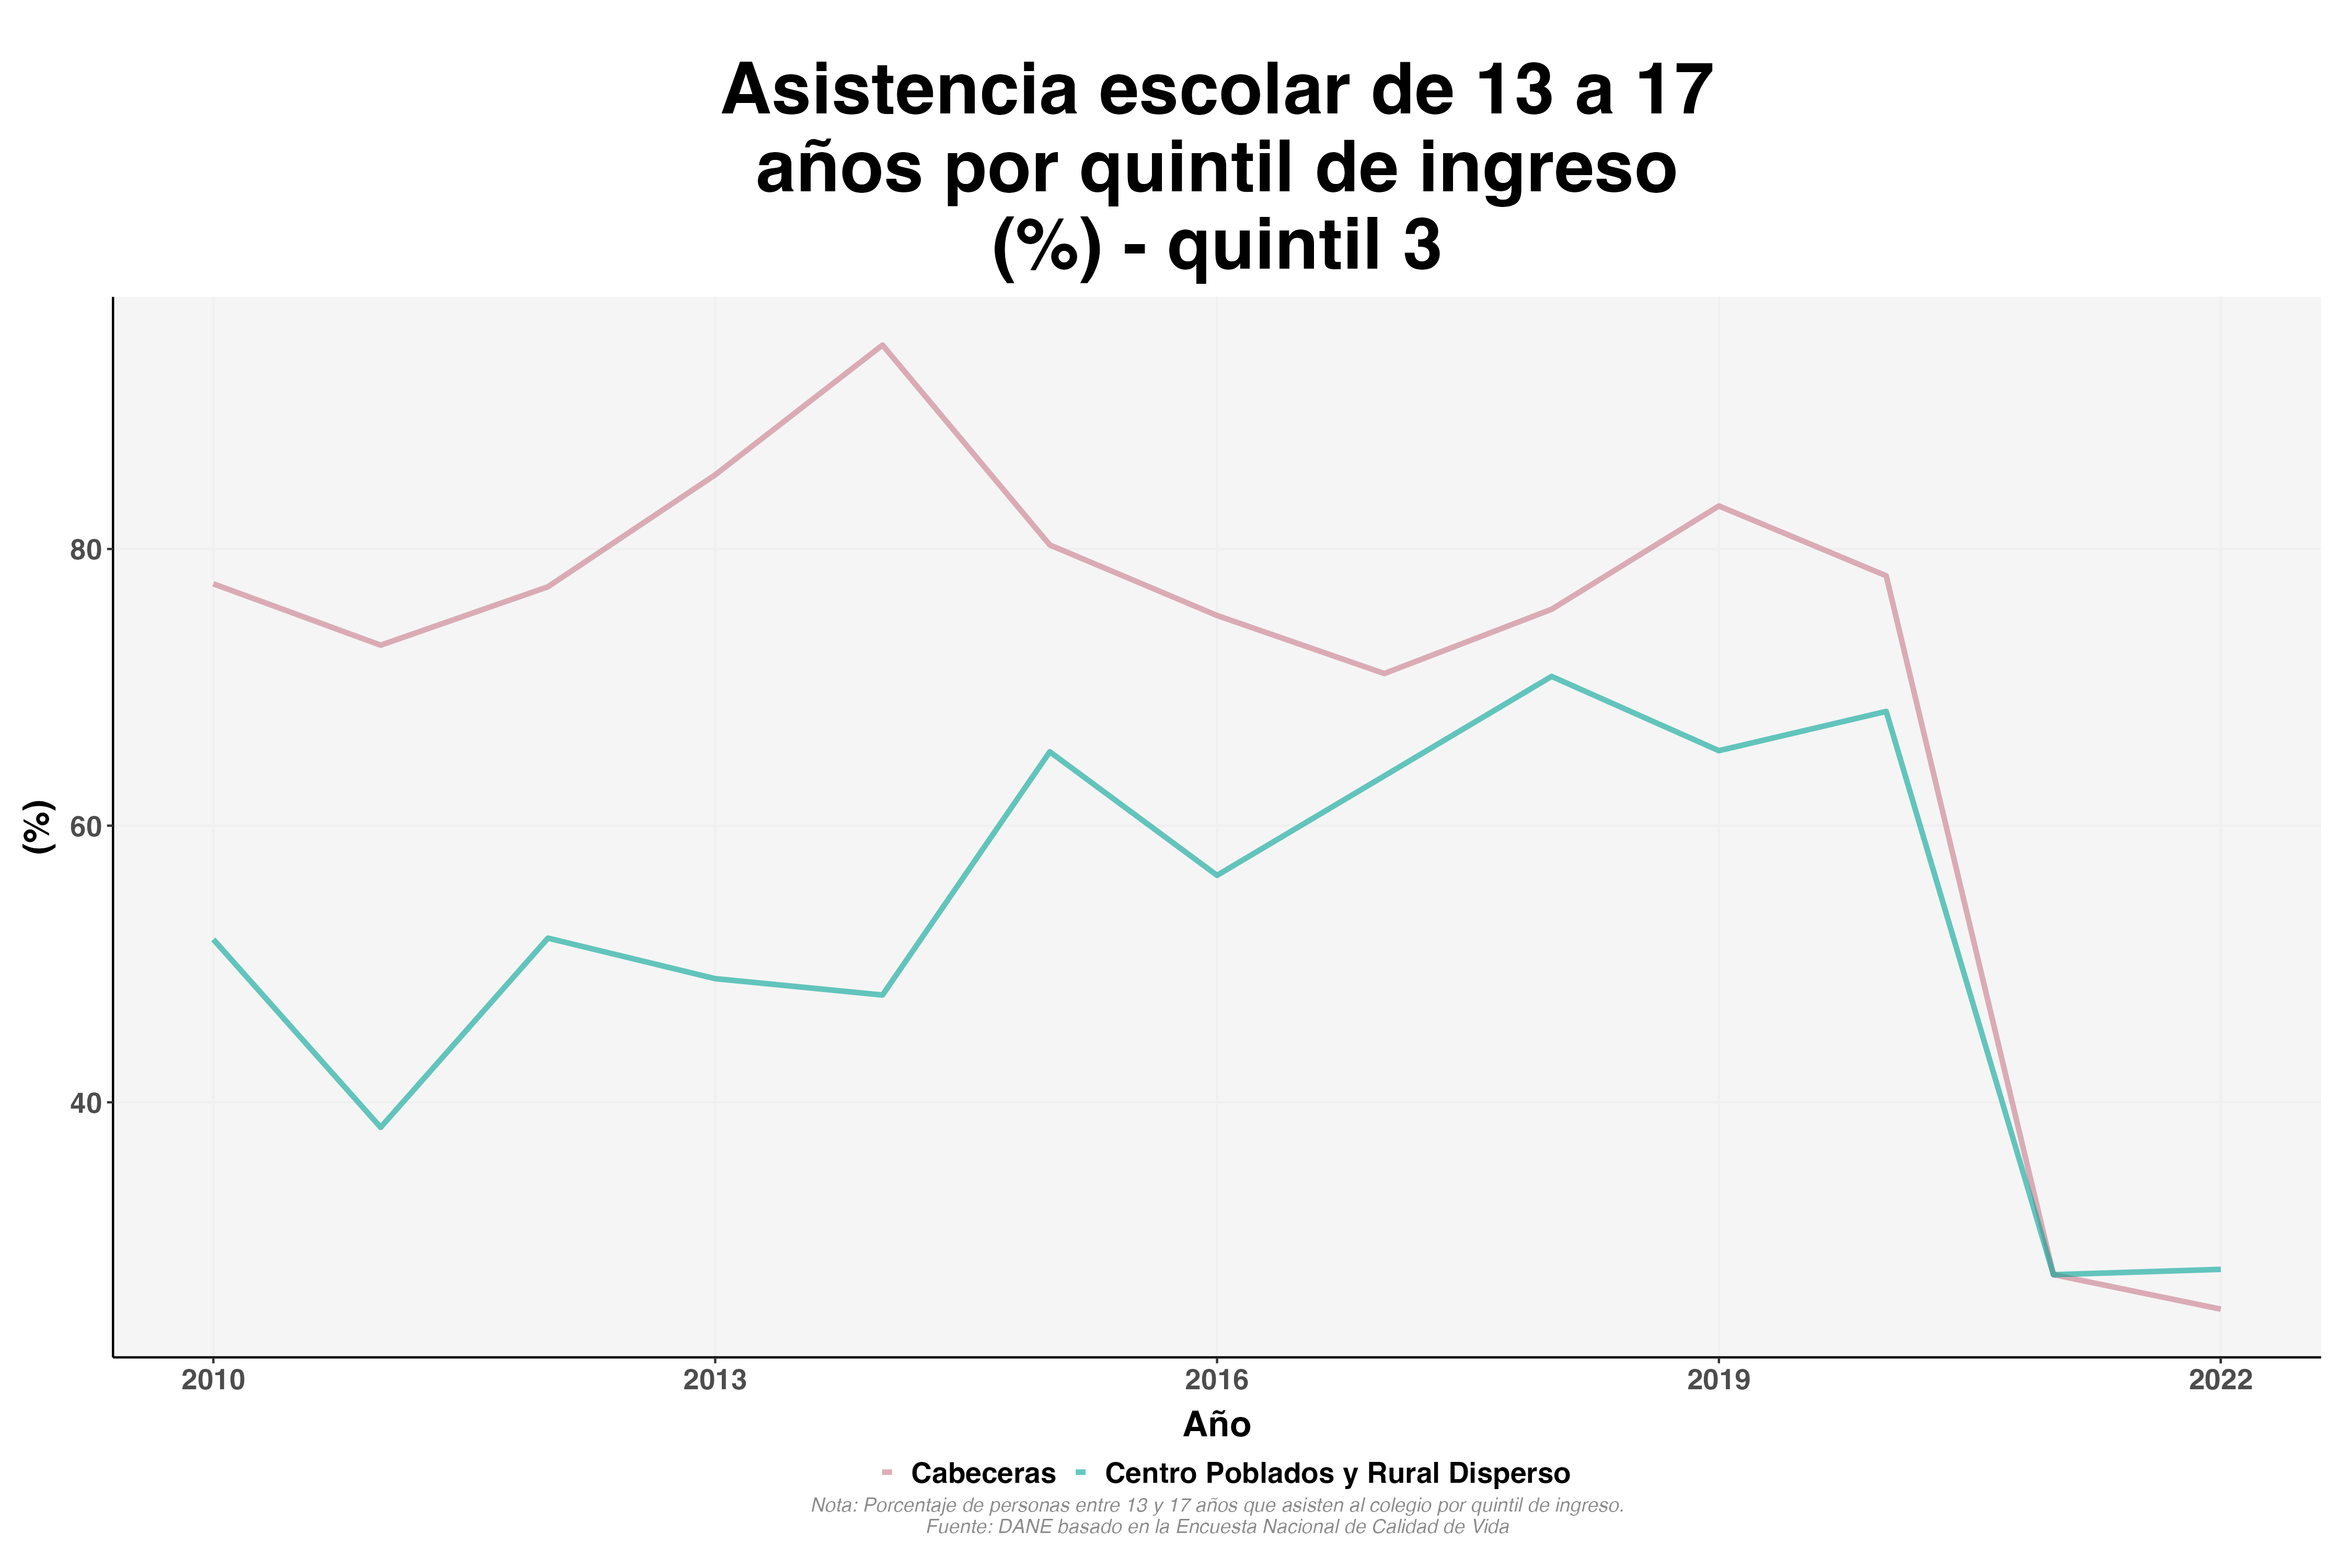 Asistencia escolar de 13 a 17
años por quintil de ingreso
(%) - quintil 3
80
60
40
(%)
2010 2013 2016 2019 2022
Año
Cabeceras Centro Poblados y Rural Disperso
Nota: Porcentaje de personas entre 13 y 17 años que asisten al colegio por quintil de ingreso.
Fuente: DANE basado en la Encuesta Nacional de Calidad de Vida